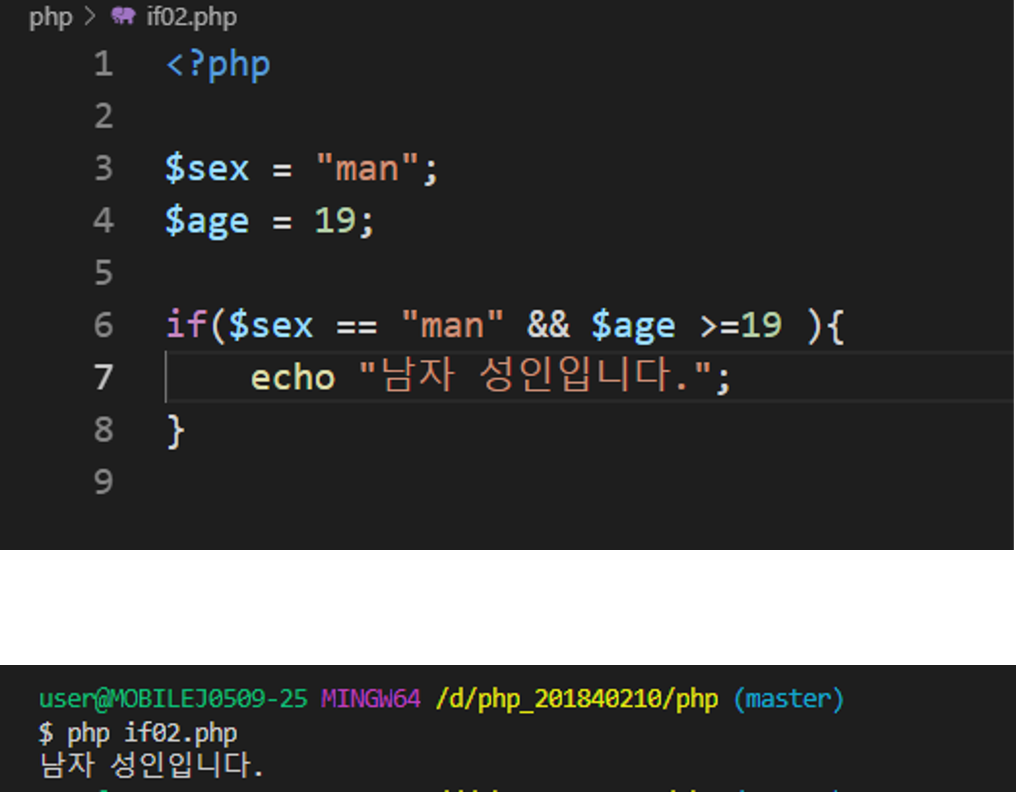 php > if02.php
1 <?php
2
3 $sex = "man";
4 $age = 19;
5
6 if($sex == "man" && $age >=19 ){
7     echo "남자 성인입니다.";
8 }
9
user@MOBILEJ0509-25 MINGW64 /d/php_201840210/php (master)
$ php if02.php
남자 성인입니다.